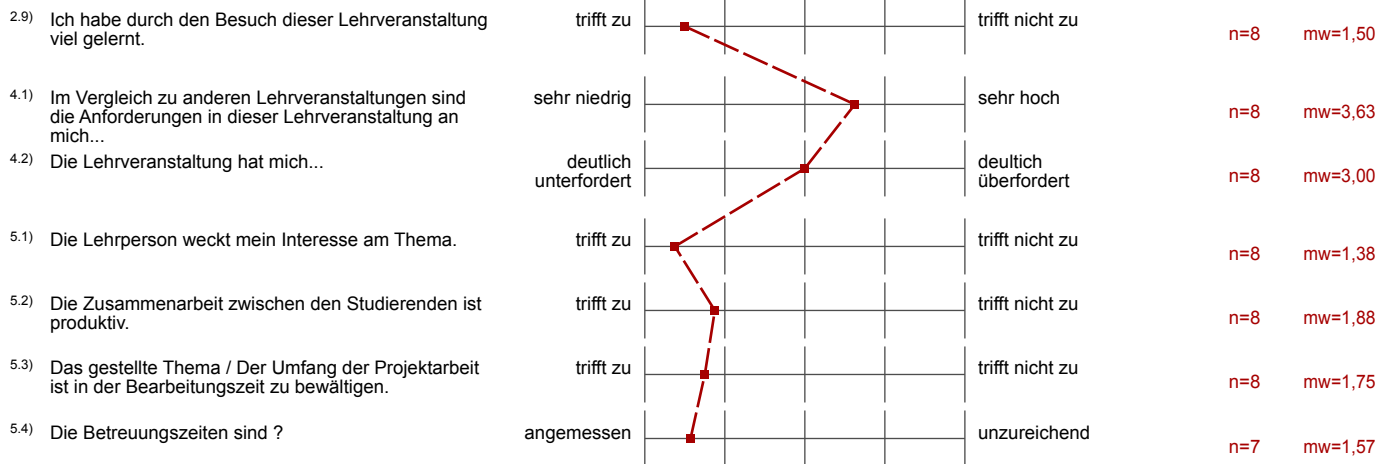 2.9) Ich habe durch den Besuch dieser Lehrveranstaltung
viel gelernt.
trifft zu
trifft nicht zu
n=8 mw=1,50
4.1) Im Vergleich zu anderen Lehrveranstaltungen sind
die Anforderungen in dieser Lehrveranstaltung an
mich...
sehr niedrig
sehr hoch
n=8 mw=3,63
4.2) Die Lehrveranstaltung hat mich...
deutlich
unterfordert
deultich
überfordert
n=8 mw=3,00
5.1) Die Lehrperson weckt mein Interesse am Thema.
trifft zu
trifft nicht zu
n=8 mw=1,38
5.2) Die Zusammenarbeit zwischen den Studierenden ist
produktiv.
trifft zu
trifft nicht zu
n=8 mw=1,88
5.3) Das gestellte Thema / Der Umfang der Projektarbeit
ist in der Bearbeitungszeit zu bewältigen.
trifft zu
trifft nicht zu
n=8 mw=1,75
5.4) Die Betreuungszeiten sind ?
angemessen
unzureichend
n=7 mw=1,57